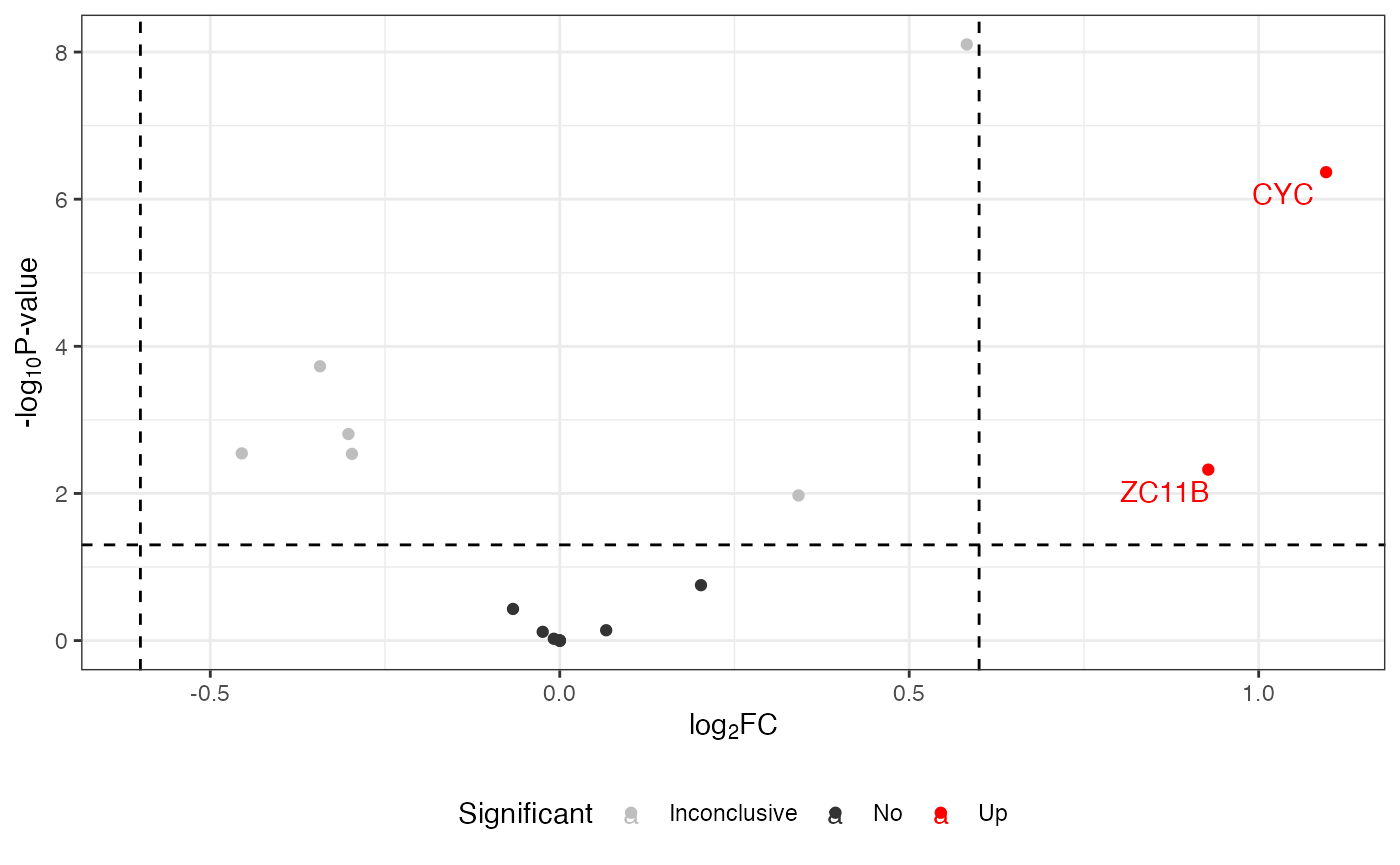 8
6
4
2
0
-log₁₀P-value
CYC
ZC11B
-0.5 0.0 0.5 1.0
log₂FC
Significant a Inconclusive a No a Up